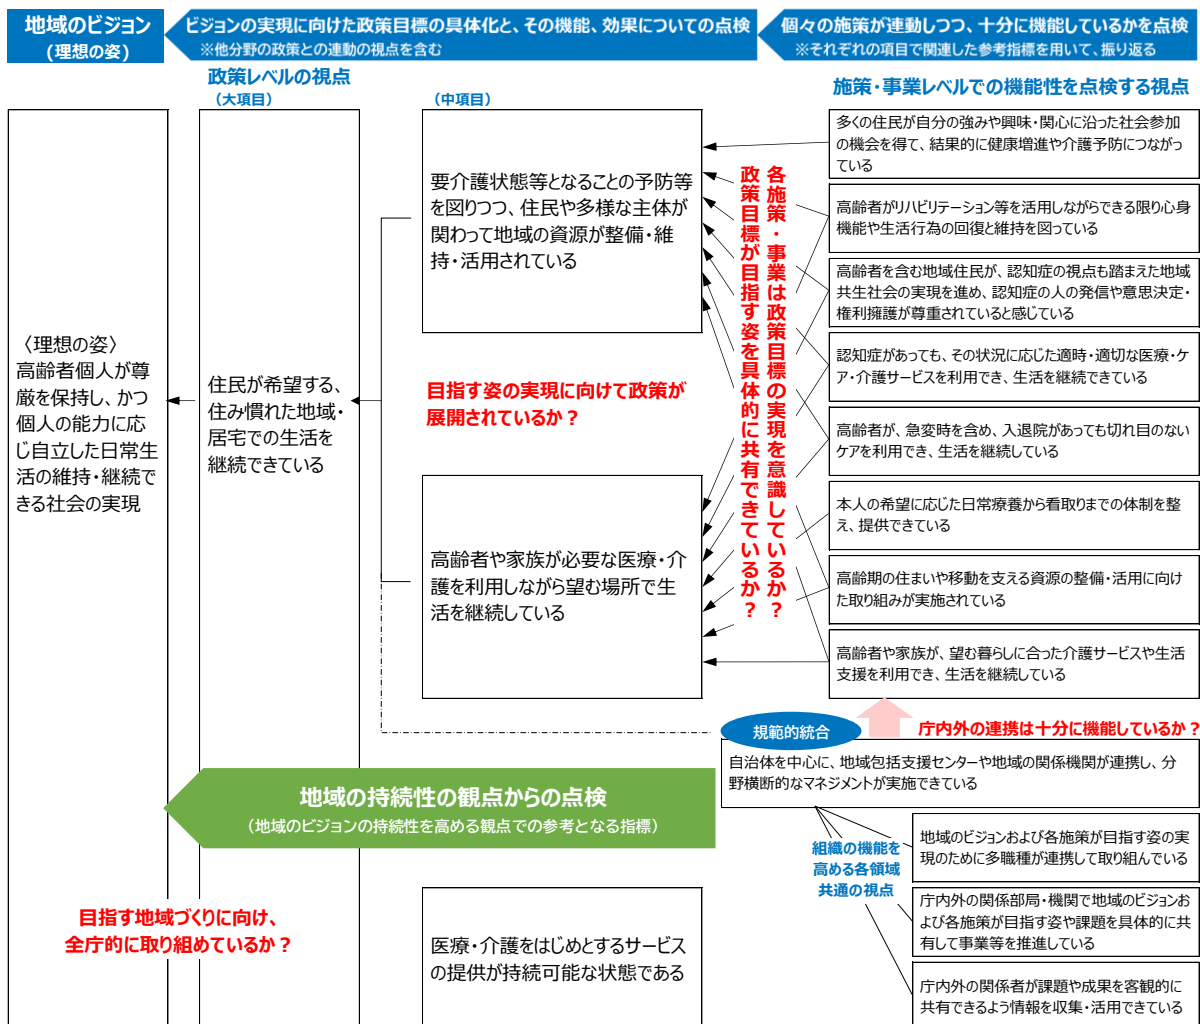 地域のビジョン
(理想の姿)
ビジョンの実現に向けた政策目標の具体化と、その機能、効果についての点検
※他分野の政策との連動の視点を含む
個々の施策が連動しつつ、十分に機能しているかを点検
※それぞれの項目で関連した参考指標を用いて、振り返る
政策レベルの視点
（大項目）
（中項目）
施策・事業レベルでの機能性を点検する視点
〈理想の姿〉
高齢者個人が尊
厳を保持し、かつ
個人の能力に応
じ自立した日常生
活の維持・継続で
きる社会の実現
住民が希望する、
住み慣れた地域・
居宅での生活を
継続できている
要介護状態等となることの予防等
を図りつつ、住民や多様な主体が
関わって地域の資源が整備・維
持・活用されている
目指す姿の実現に向けて政策が
展開されているか？
高齢者や家族が必要な医療・介
護を利用しながら望む場所で生
活を継続している
各施策・事業は政策目標の実現を意識しているか？
政策目標が目指す姿を具体的に共有できているか？
多くの住民が自分の強みや興味・関心に沿った社会参加
の機会を得て、結果的に健康増進や介護予防につながっ
ている
高齢者がリハビリテーション等を活用しながらできる限り心身
機能や生活行為の回復と維持を図っている
高齢者を含む地域住民が、認知症の視点も踏まえた地域
共生社会の実現を進め、認知症の人の発信や意思決定・
権利擁護が尊重されていると感じている
認知症があっても、その状況に応じた適時・適切な医療・ケ
ア・介護サービスを利用でき、生活を継続できている
高齢者が、急変時を含め、入退院があっても切れ目のない
ケアを利用でき、生活を継続している
本人の希望に応じた日常療養から看取りまでの体制を整
え、提供できている
高齢期の住まいや移動を支える資源の整備・活用に向け
た取り組みが実施されている
高齢者や家族が、望む暮らしに合った介護サービスや生活
支援を利用でき、生活を継続している
規範的統合
庁内外の連携は十分に機能しているか？
自治体を中心に、地域包括支援センターや地域の関係機関が連携し、分
野横断的なマネジメントが実施できている
地域の持続性の観点からの点検
（地域のビジョンの持続性を高める観点での参考となる指標）
組織の機能を
高める各領域
共通の視点
地域のビジョンおよび各施策が目指す姿の実
現のために多職種が連携して取り組んでいる
庁内外の関係部局・機関で地域のビジョンお
よび各施策が目指す姿や課題を具体的に共
有して事業等を推進している
庁内外の関係者が課題や成果を客観的に
共有できるよう情報を収集・活用できている
目指す地域づくりに向け、
全庁的に取り組めているか？
医療・介護をはじめとするサービス
の提供が持続可能な状態である